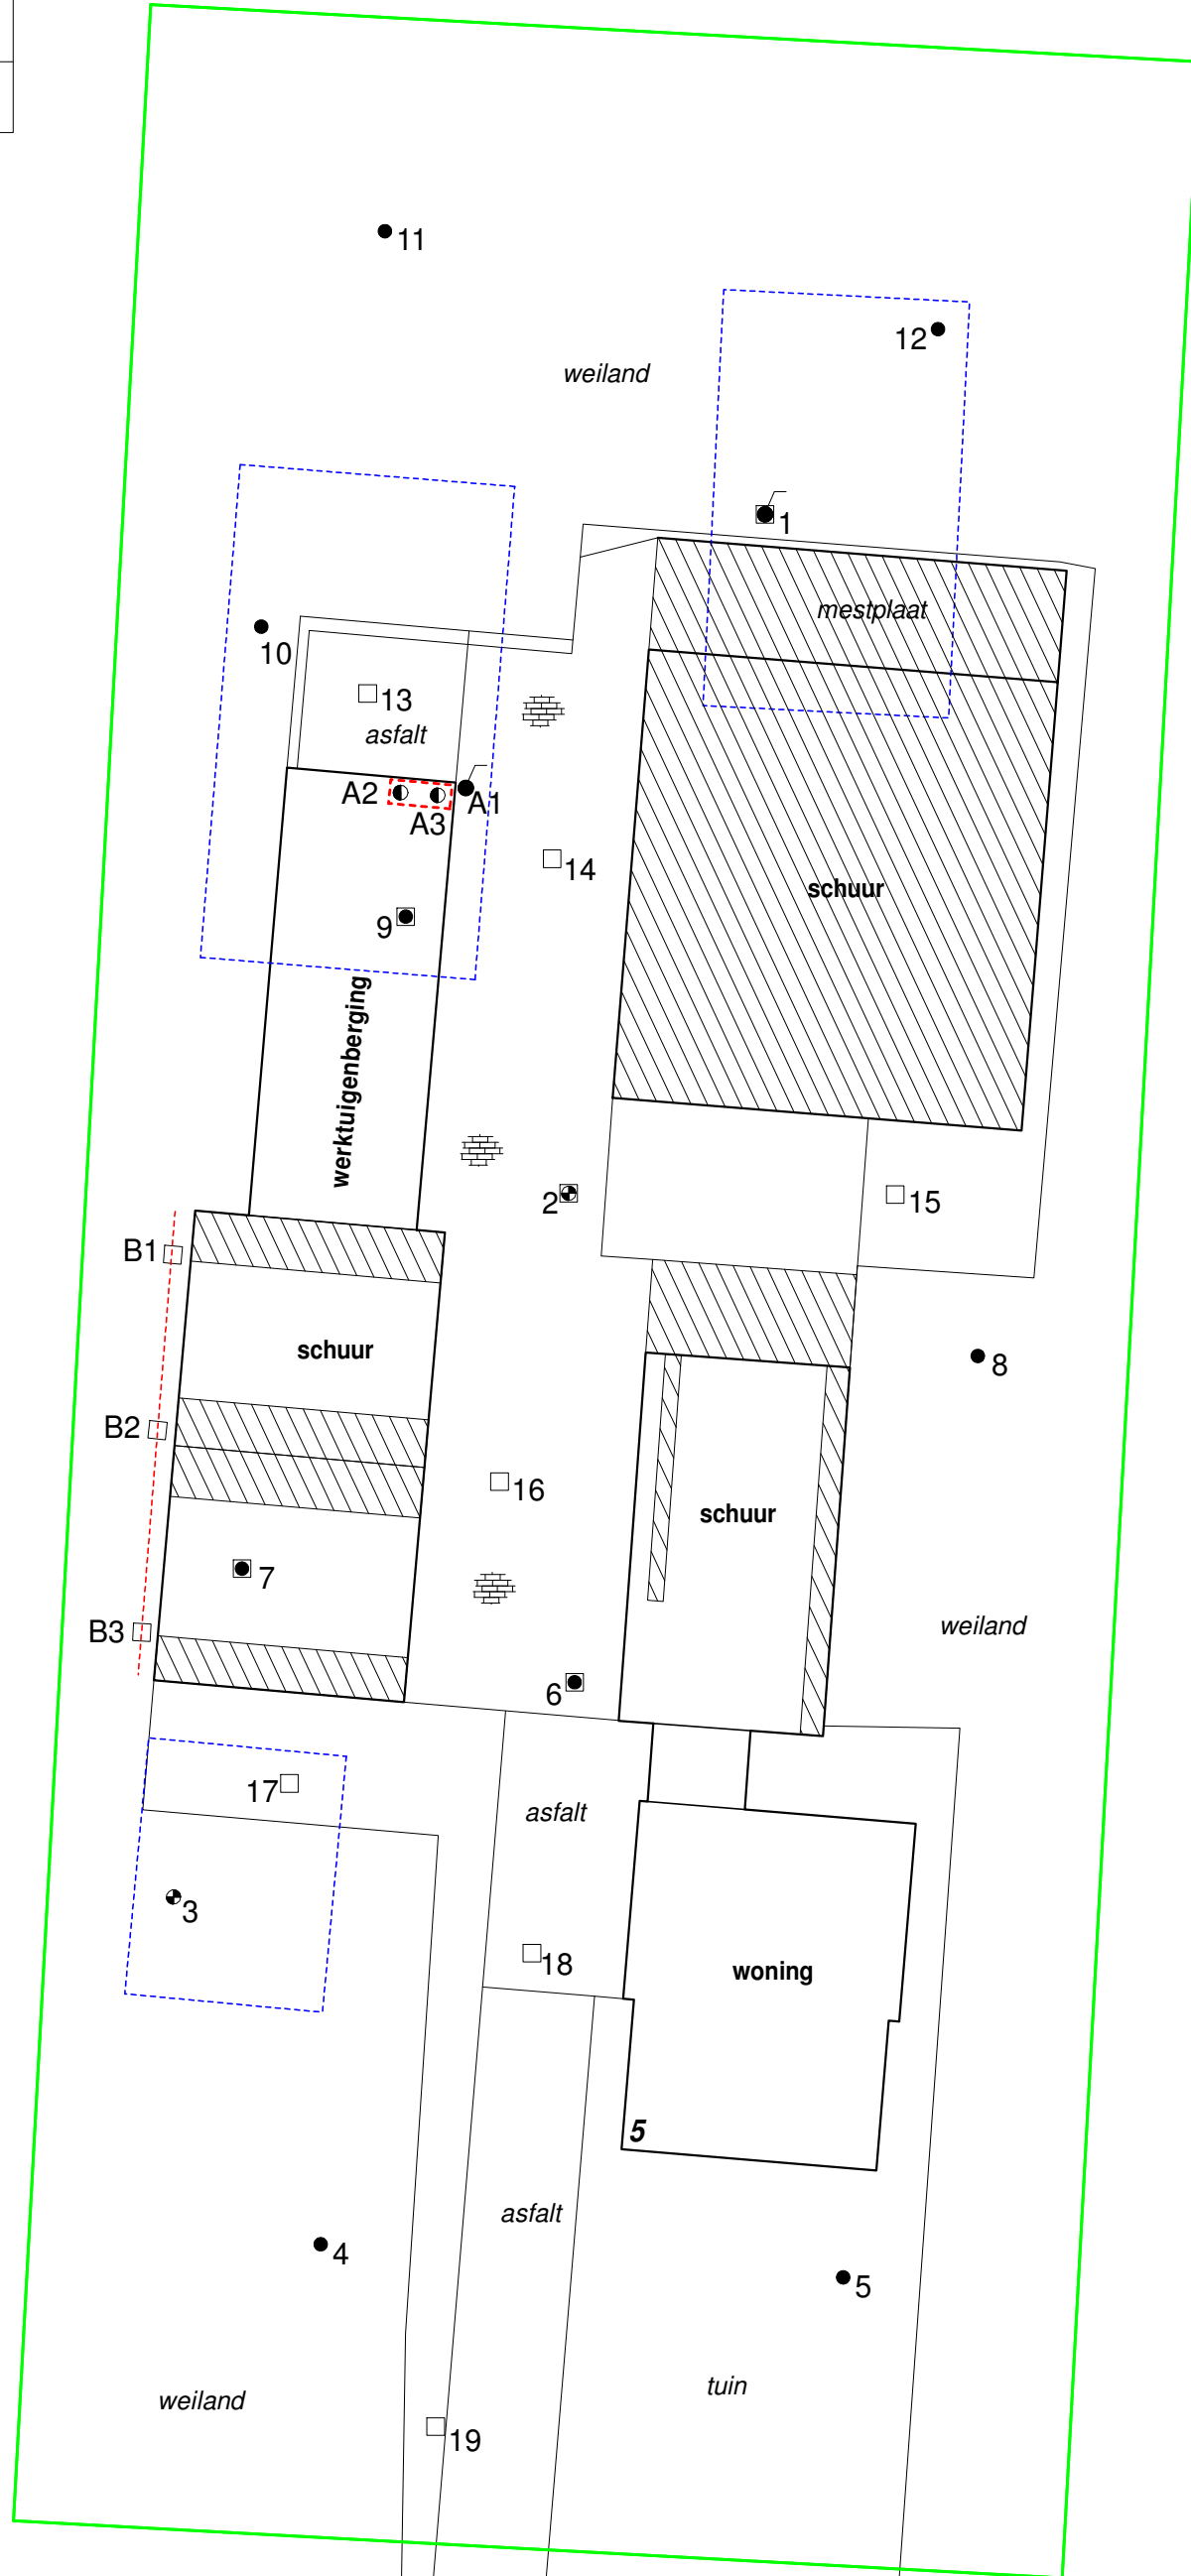 11
12
weiland
1
mestplaat
10
13
asfalt
A2
A1
A3
14
schuur
9
werktuigenberging
2
15
B1
schuur
8
B2
16
schuur
7
weiland
B3
6
17
asfalt
3
18
woning
5
asfalt
4
5
tuin
weiland
19